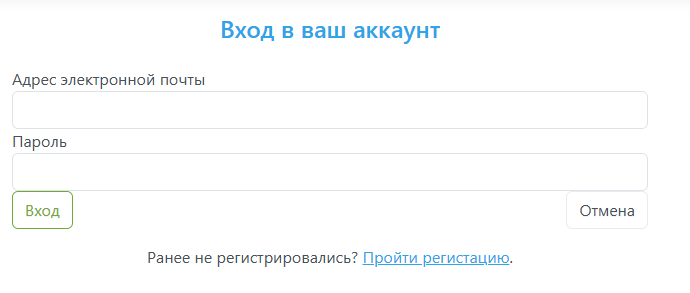 Вход в ваш аккаунт
Адрес электронной почты
Пароль
Вход Отмена
Ранее не регистрировались? Пройти регистацию.